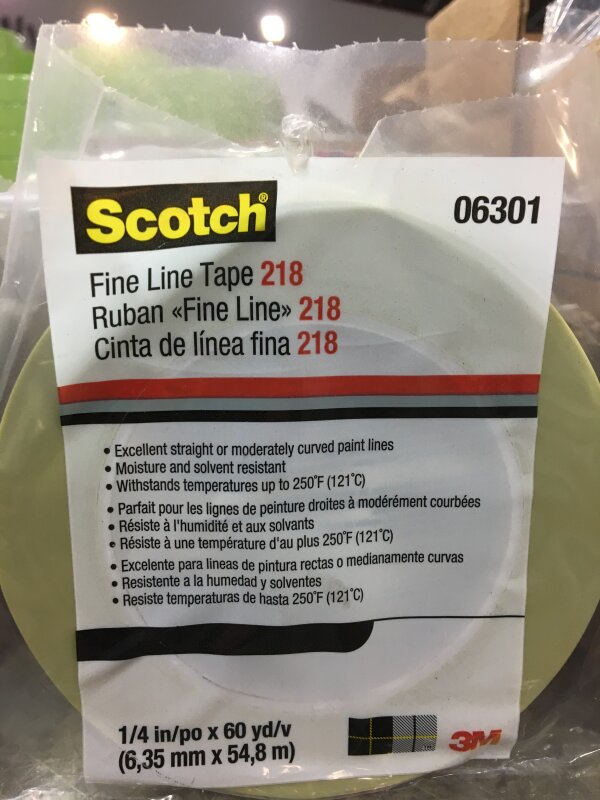 Scotch®
06301
Fine Line Tape 218
Ruban «Fine Line» 218
Cinta de línea fina 218
• Excellent straight or moderately curved paint lines
• Moisture and solvent resistant
• Withstands temperatures up to 250°F (121°C)
• Parfait pour les lignes de peinture droites à modérément courbées
• Résiste à l'humidité et aux solvants
• Résiste à une température d'au plus 250°F (121°C)
• Excelente para lineas de pintura rectas o medianamente curvas
• Resistente a la humedad y solventes
• Resiste temperaturas de hasta 250°F (121°C)
1/4 in/po x 60 yd/v
(6,35 mm x 54,8 m)
3M